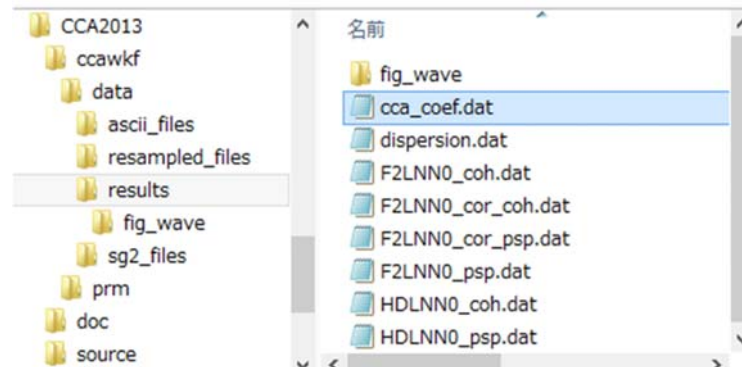 CCA2013
ccawkf
data
ascii_files
resampled_files
results
fig_wave
sg2_files
prm
doc
source
名前
fig_wave
cca_coef.dat
dispersion.dat
F2LNN0_coh.dat
F2LNN0_cor_coh.dat
F2LNN0_cor_psp.dat
F2LNN0_psp.dat
HDLNN0_coh.dat
HDLNN0_psp.dat